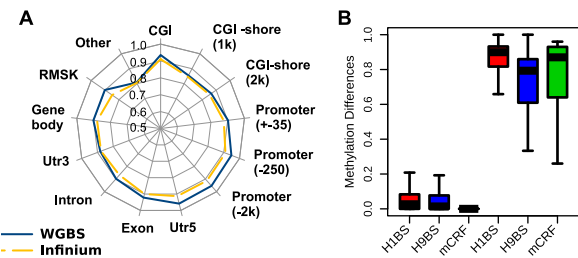 A
CGI
CGI -shore
(1k)
CGI-shore
(2k)
Promoter
(+-35)
Promoter
(-250)
Promoter
(-2k)
Utr5
Exon
Intron
Utr3
Gene
body
RMSK
Other
1.0
0.9
0.8
0.7
0.6
0.5
WGBS
Infinium
B
Methylation Differences
1.0
0.8
0.6
0.4
0.2
0.0
H1BS
H9BS
mCRF
H1BS
H9BS
mCRF